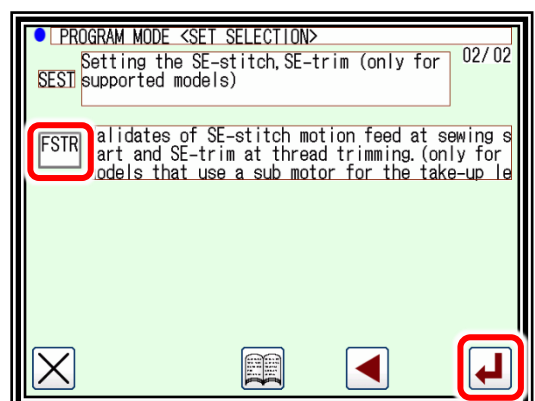 PROGRAM MODE <SET SELECTION>
02/02
SEST
Setting the SE-stitch,SE-trim (only for
supported models)
FSTR
alidates of SE-stitch motion feed at sewing s
art and SE-trim at thread trimming.(only for
odels that use a sub motor for the take-up le